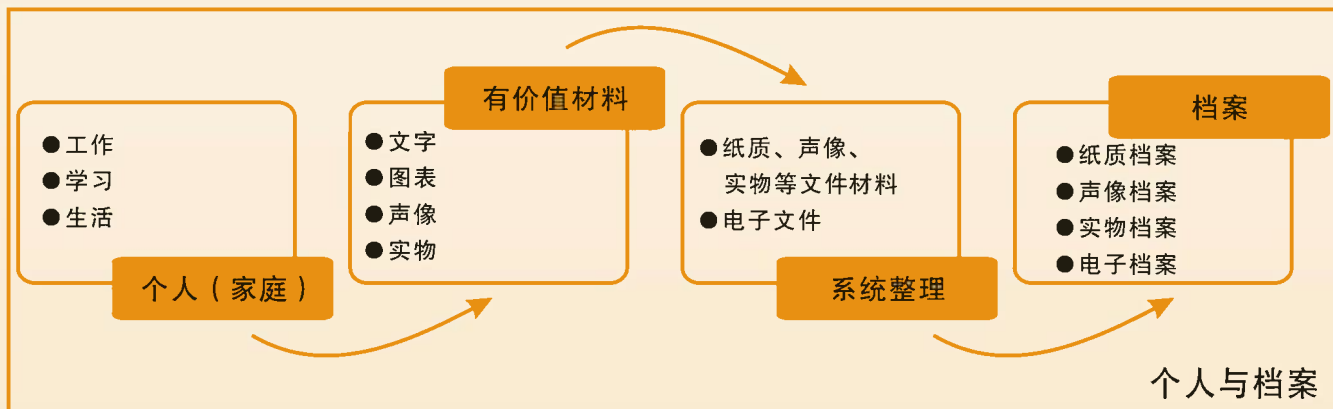 ●工作
●学习
●生活
个人（家庭）
有价值材料
●文字
●图表
●声像
●实物
●纸质、声像、
实物等文件材料
●电子文件
系统整理
档案
●纸质档案
●声像档案
●实物档案
●电子档案
个人与档案